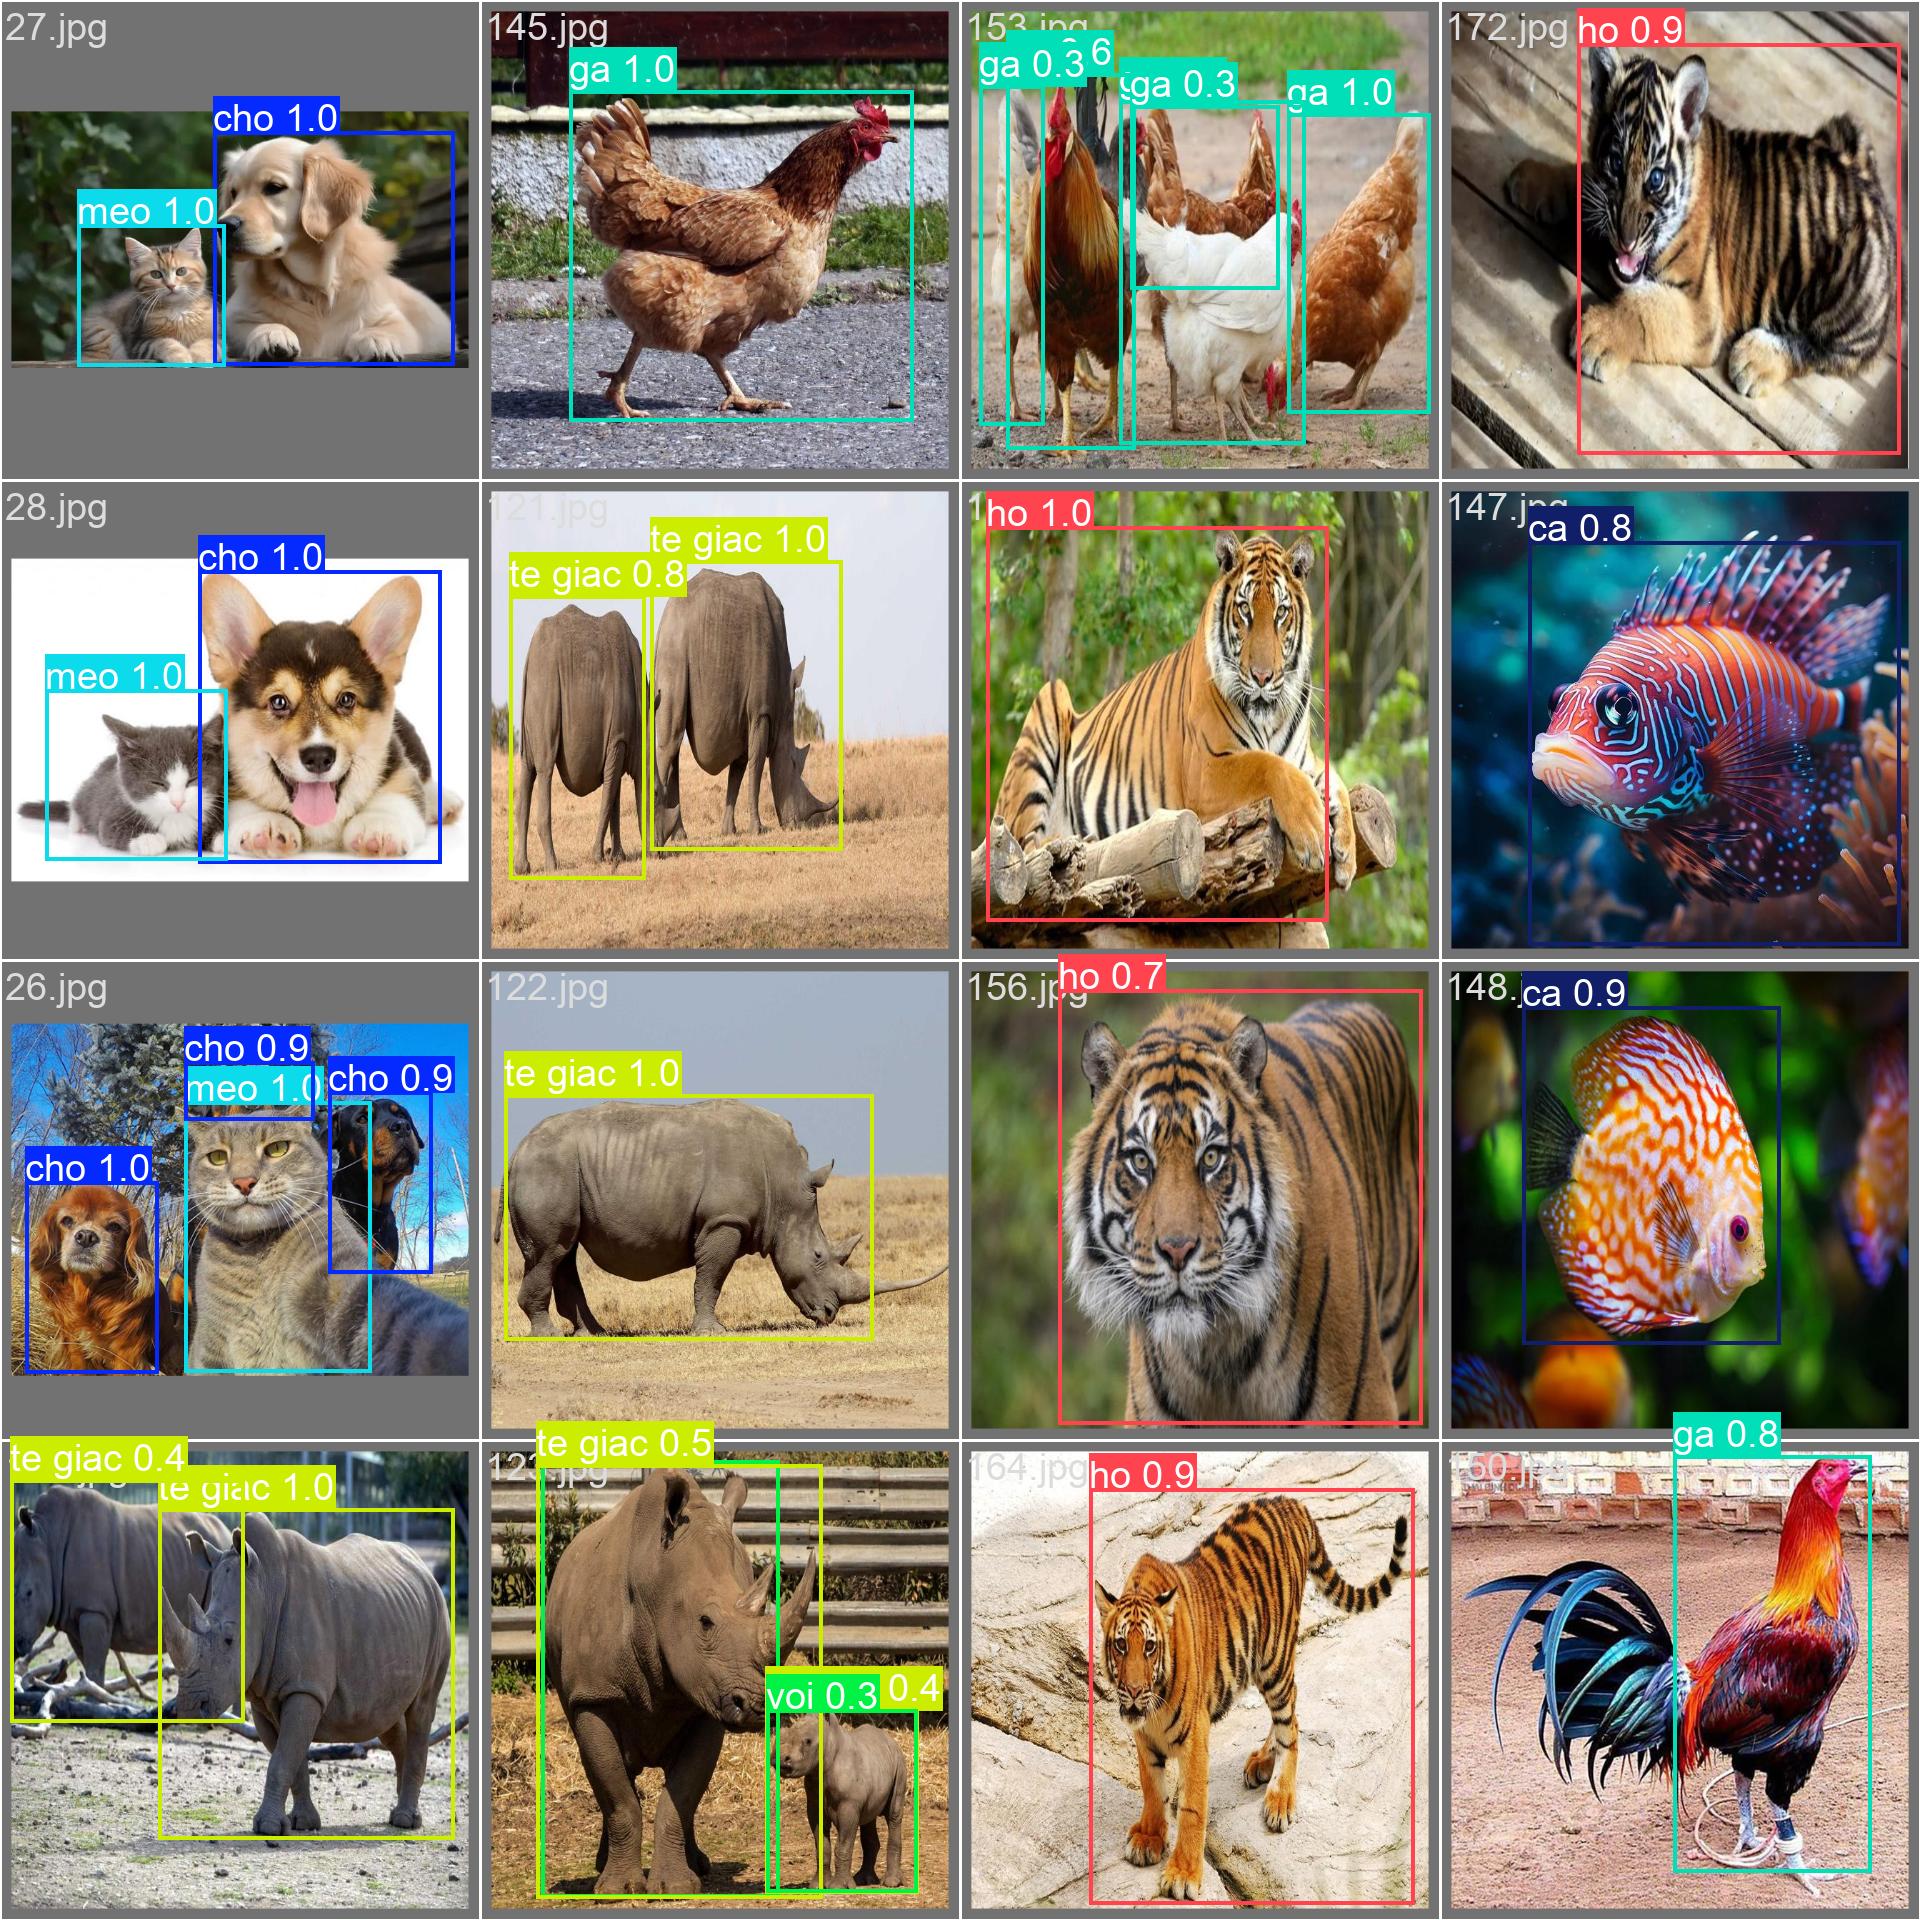 27.jpg
cho 1.0
meo 1.0
145.jpg
ga 1.0
153.jpg
ga 0.3
6
ga 0.3
ga 1.0
172.jpg
ho 0.9
28.jpg
cho 1.0
meo 1.0
121.jpg
te giac 1.0
te giac 0.8
ho 1.0
147.jpg
ca 0.8
26.jpg
cho 0.9
meo 1.0
cho 0.9
cho 1.0
122.jpg
te giac 1.0
156.jpg
ho 0.7
148.j
ca 0.9
te giac 0.4
te giac 1.0
te giac 0.5
voi 0.3
0.4
164.jpg
ho 0.9
ga 0.8